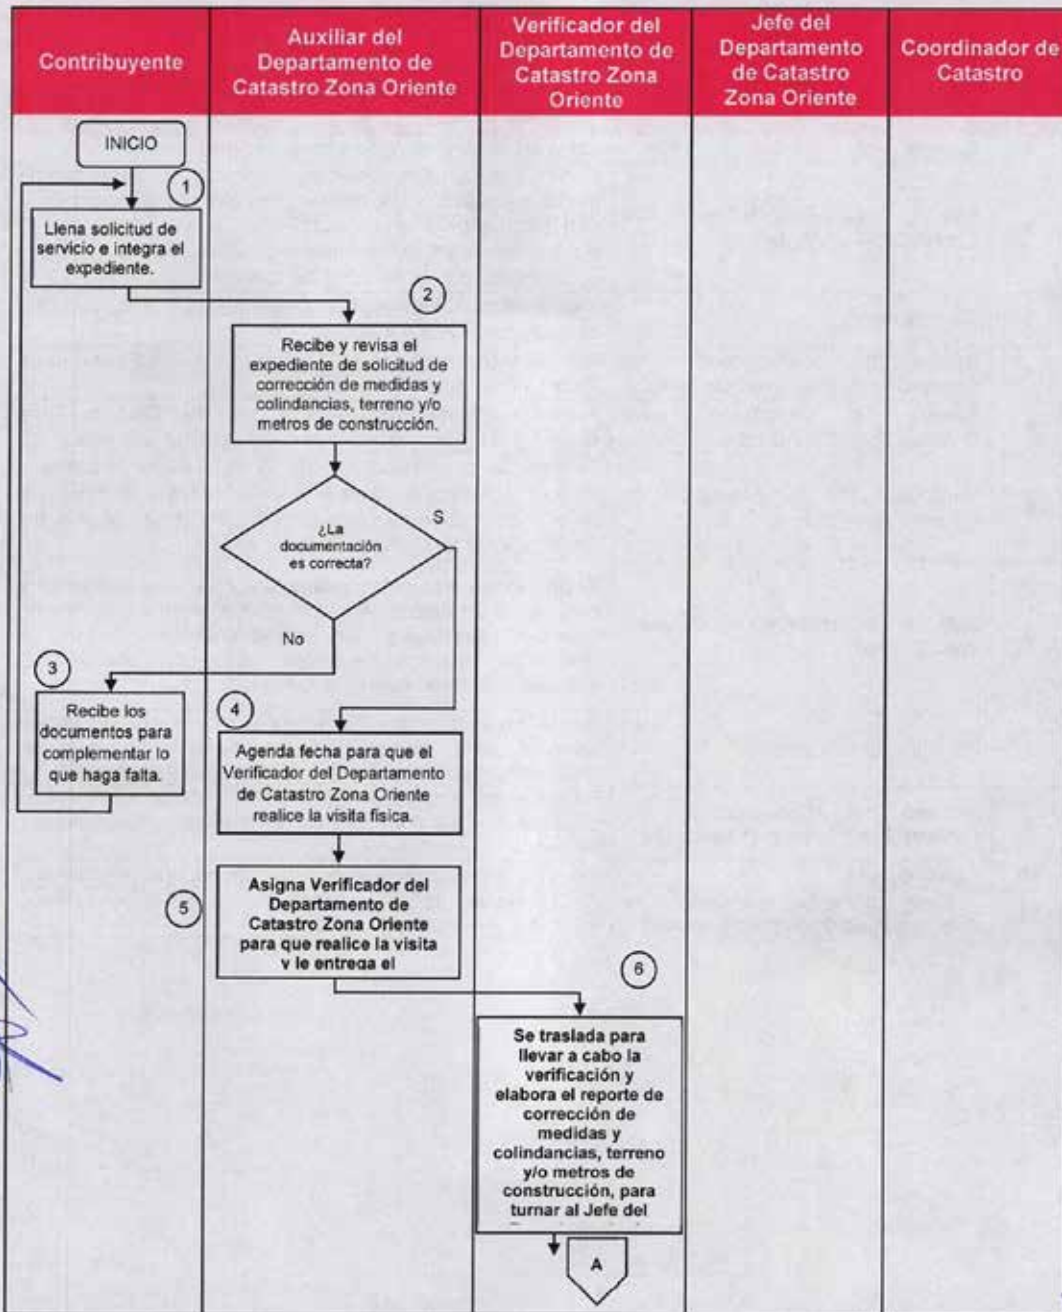 Contribuyente
Auxiliar del
Departamento de
Catastro Zona Oriente
Verificador del
Departamento de
Catastro Zona
Oriente
Jefe del
Departamento
de Catastro
Zona Oriente
Coordinador de
Catastro
INICIO
1
Llena solicitud de
servicio e integra el
expediente.
2
Recibe y revisa el
expediente de solicitud de
corrección de medidas y
colindancias, terreno y/o
metros de construcción.
¿La
documentación
es correcta?
S
No
3
Recibe los
documentos para
complementar lo
que haga falta.
4
Agenda fecha para que el
Verificador del Departamento
de Catastro Zona Oriente
realice la visita física.
5
Asigna Verificador del
Departamento de
Catastro Zona Oriente
para que realice la visita
y le entrega el
6
Se traslada para
llevar a cabo la
verificación y
elabora el reporte de
corrección de
medidas y
colindancias, terreno
y/o metros de
construcción, para
turnar al Jefe del
A